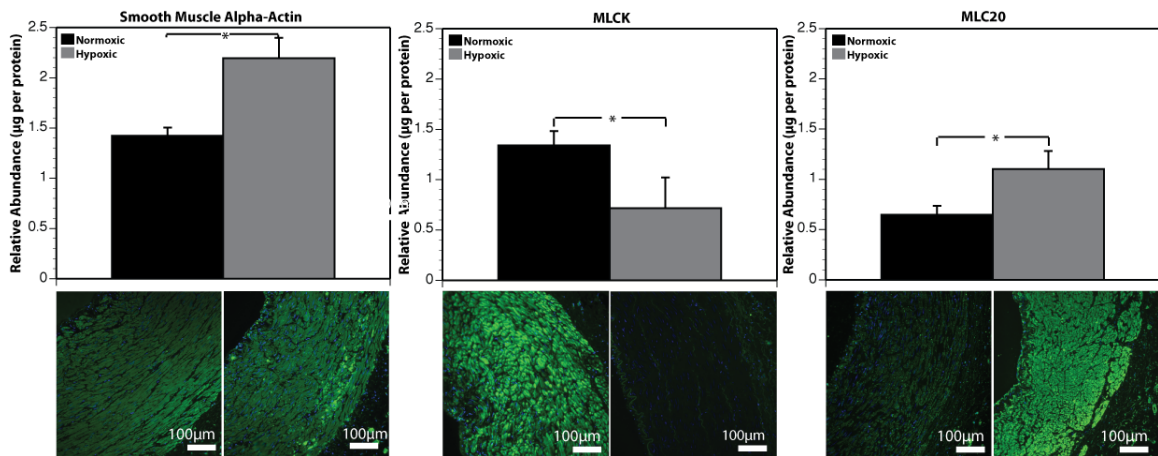 Smooth Muscle Alpha-Actin
Relative Abundance (µg per protein)
2.5
2
1.5
1
0.5
0
Normoxic
Hypoxic
*
100µm
100µm
MLCK
Relative Abundance (µg per protein)
2.5
2
1.5
1
0.5
0
Normoxic
Hypoxic
*
100µm
100µm
MLC20
Relative Abundance (µg per protein)
2.5
2
1.5
1
0.5
0
Normoxic
Hypoxic
*
100µm
100µm